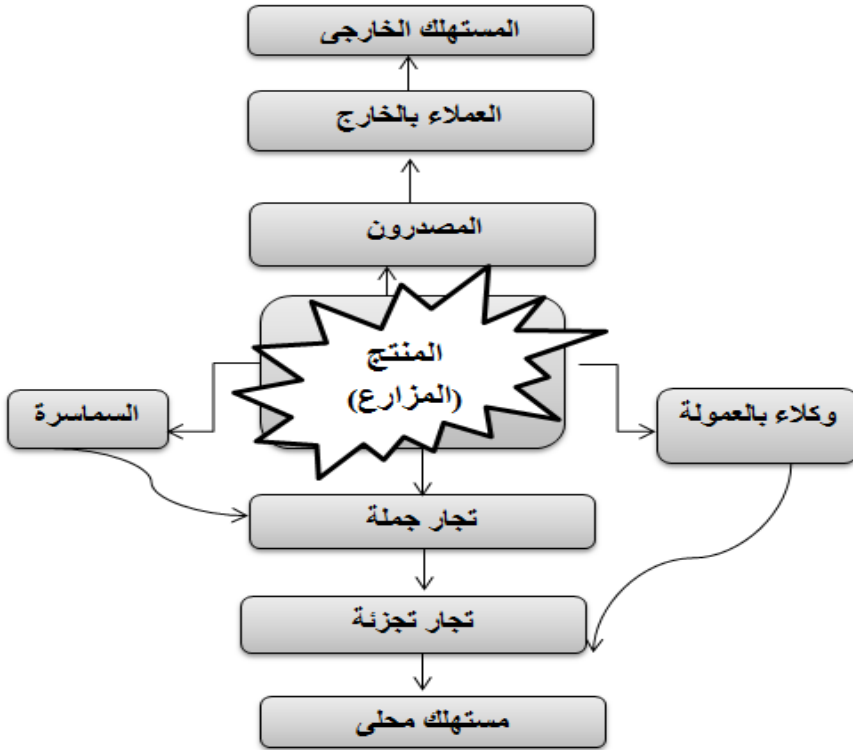 المستهلك الخارجى
العملاء بالخارج
المصدرون
المنتج
(المزارع)
السماسرة
وكلاء بالعمولة
تجار جملة
تجار تجزئة
مستهلك محلى